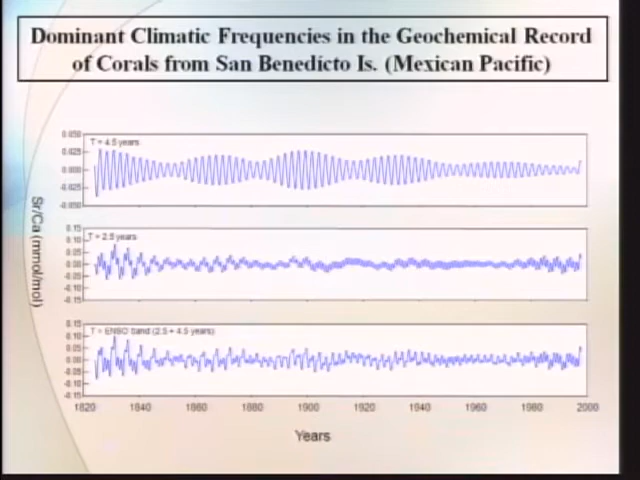 Dominant Climatic Frequencies in the Geochemical Record
of Corals from San Benedicto Is. (Mexican Pacific)
0.050
T = 4.5 years
0.025
0.000
-0.025
-0.050
0.15
T = 2.5 years
0.10
0.05
0.00
-0.05
-0.10
-0.15
Sr/Ca (mmol/mol)
0.15
T = ENSO band (2.5 + 4.5 years)
0.10
0.05
0.00
-0.05
-0.10
-0.15
1820 1840 1860 1880 1900 1920 1940 1960 1980 2000
Years